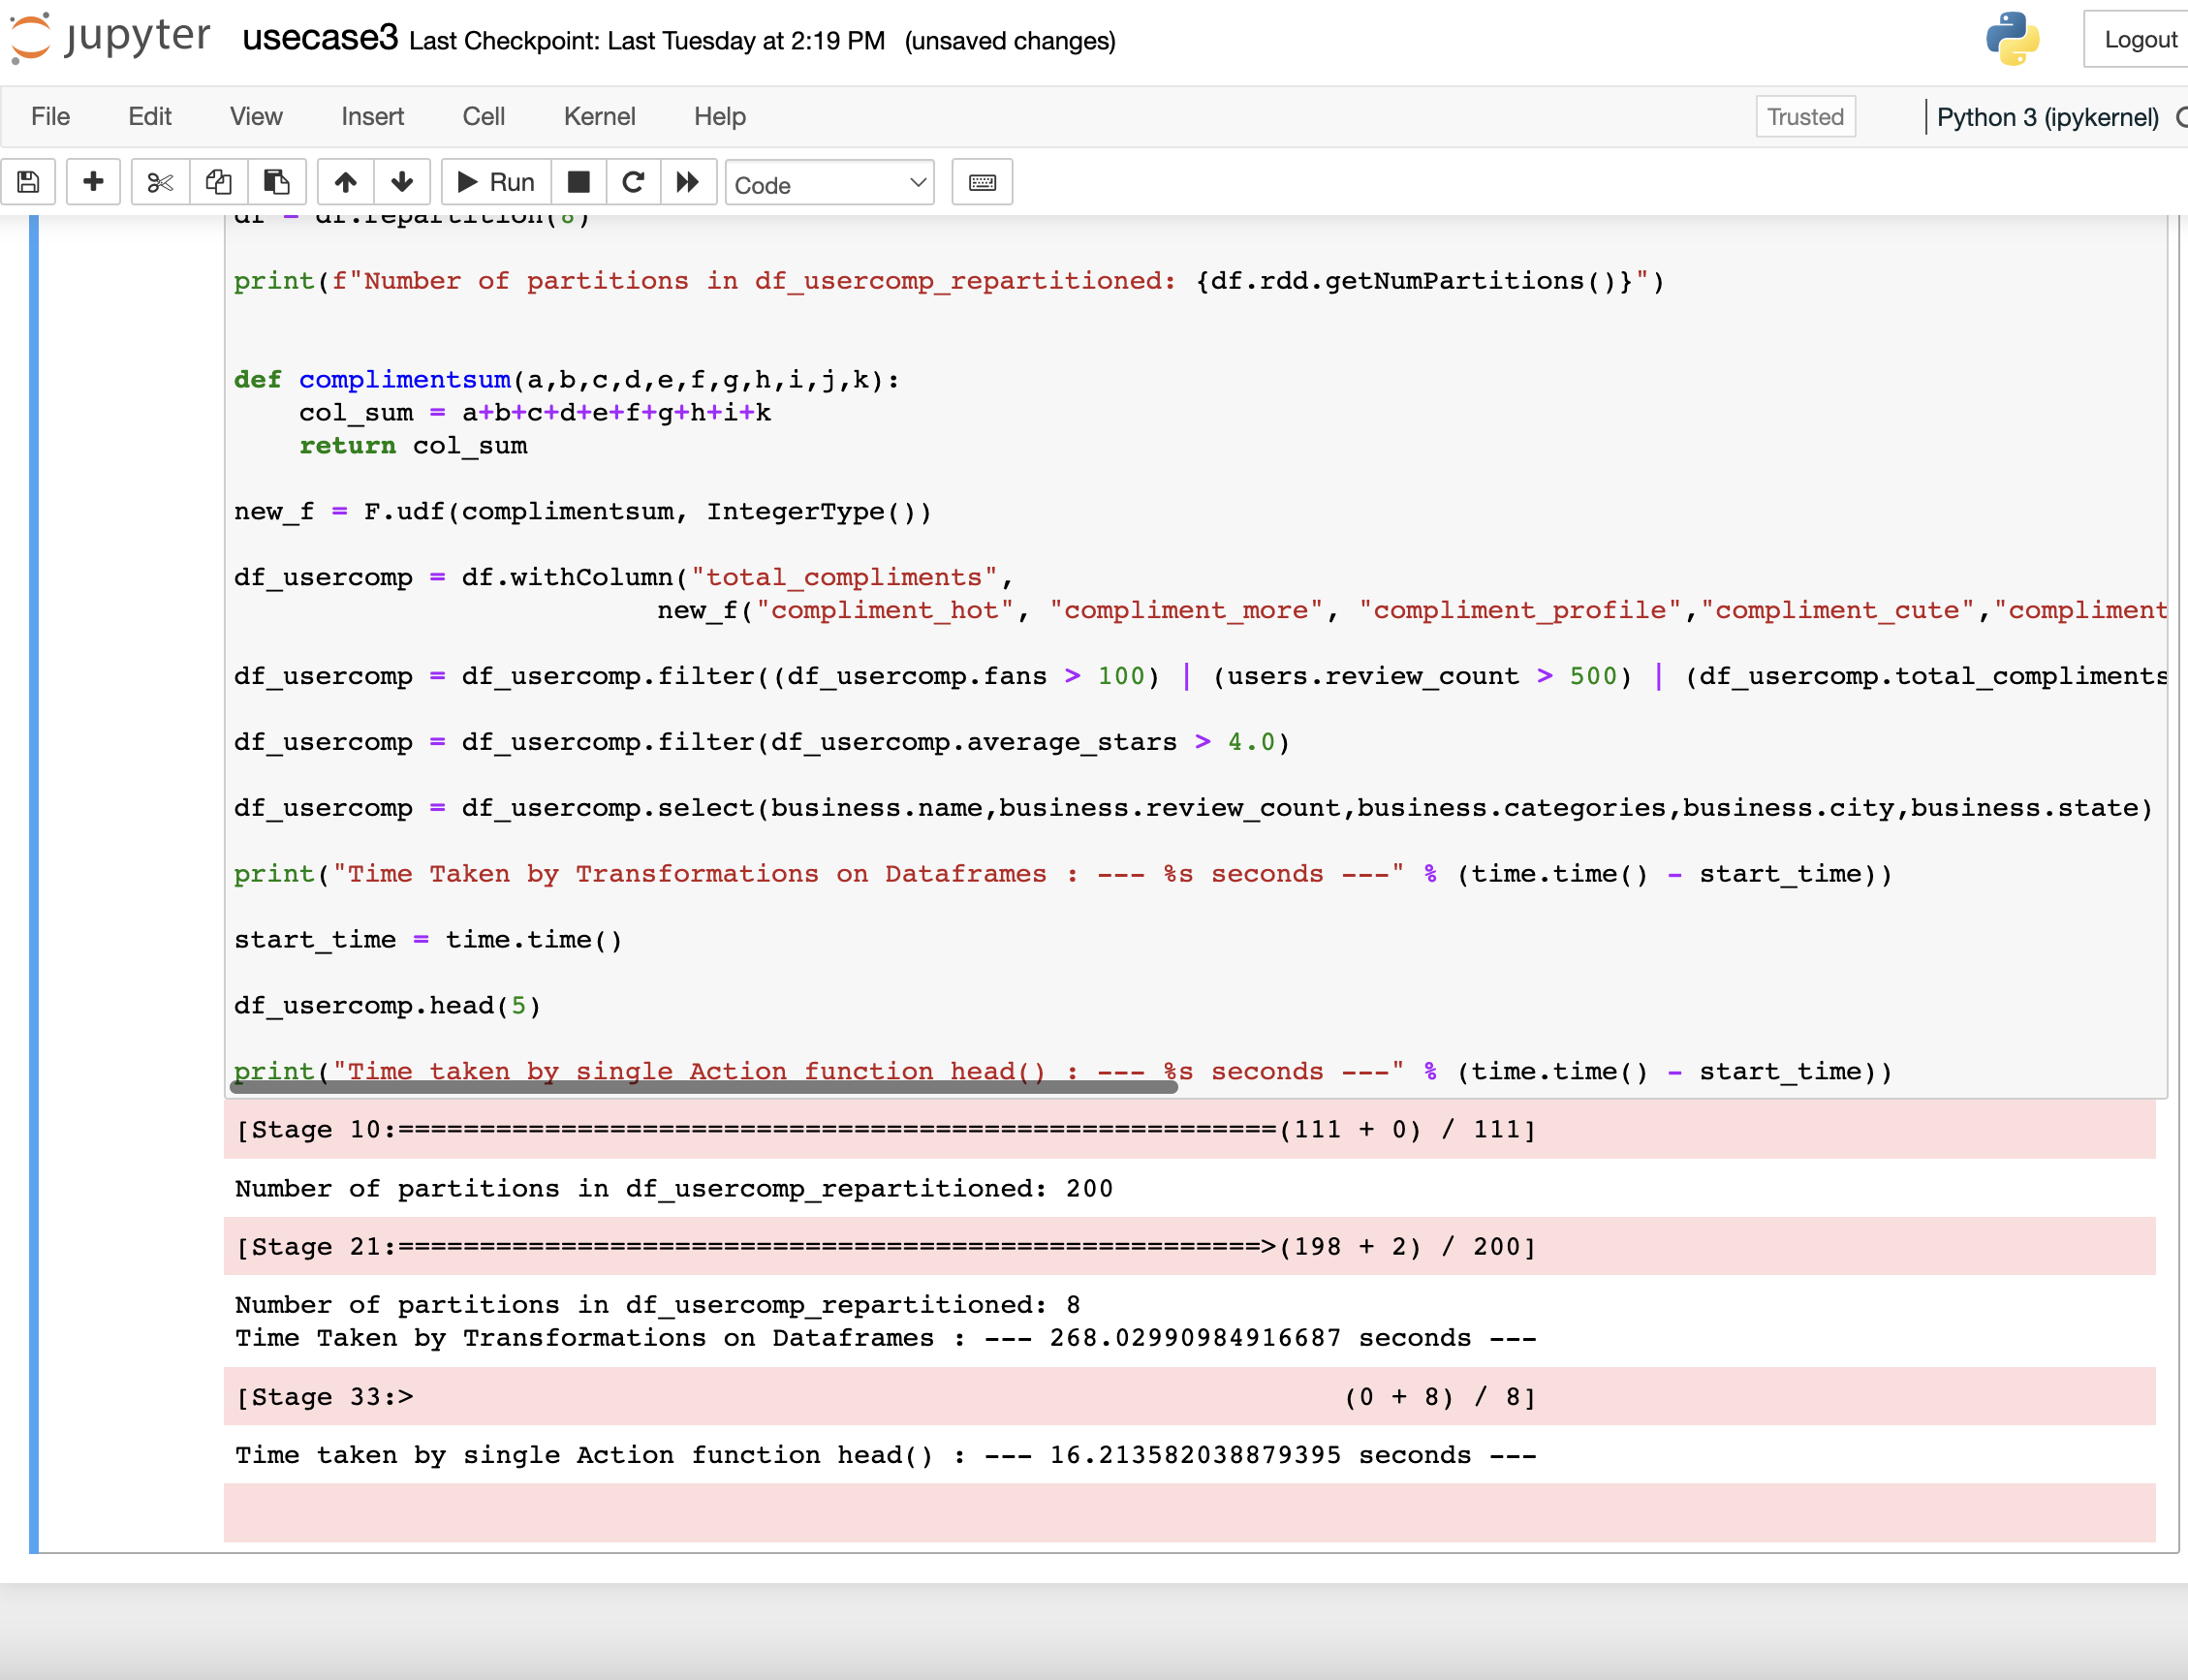 jupyter usecase3 Last Checkpoint: Last Tuesday at 2:19 PM (unsaved changes) Logout
File Edit View Insert Cell Kernel Help Trusted Python 3 (ipykernel)
Run Code
df = df.repartition(8)
print(f"Number of partitions in df_usercomp_repartitioned: {df.rdd.getNumPartitions()}")
def complimentsum(a,b,c,d,e,f,g,h,i,j,k):
    col_sum = a+b+c+d+e+f+g+h+i+k
    return col_sum
new_f = F.udf(complimentsum, IntegerType())
df_usercomp = df.withColumn("total_compliments",
                          new_f("compliment_hot", "compliment_more", "compliment_profile","compliment_cute","compliment
df_usercomp = df_usercomp.filter((df_usercomp.fans > 100) | (users.review_count > 500) | (df_usercomp.total_compliments
df_usercomp = df_usercomp.filter(df_usercomp.average_stars > 4.0)
df_usercomp = df_usercomp.select(business.name,business.review_count,business.categories,business.city,business.state)
print("Time Taken by Transformations on Dataframes : --- %s seconds ---" % (time.time() - start_time))
start_time = time.time()
df_usercomp.head(5)
print("Time taken by single Action function head() : --- %s seconds ---" % (time.time() - start_time))
[Stage 10:======================================================(111 + 0) / 111]
Number of partitions in df_usercomp_repartitioned: 200
[Stage 21:=====================================================>(198 + 2) / 200]
Number of partitions in df_usercomp_repartitioned: 8
Time Taken by Transformations on Dataframes : --- 268.02990984916687 seconds ---
[Stage 33:>                                                         (0 + 8) / 8]
Time taken by single Action function head() : --- 16.213582038879395 seconds ---